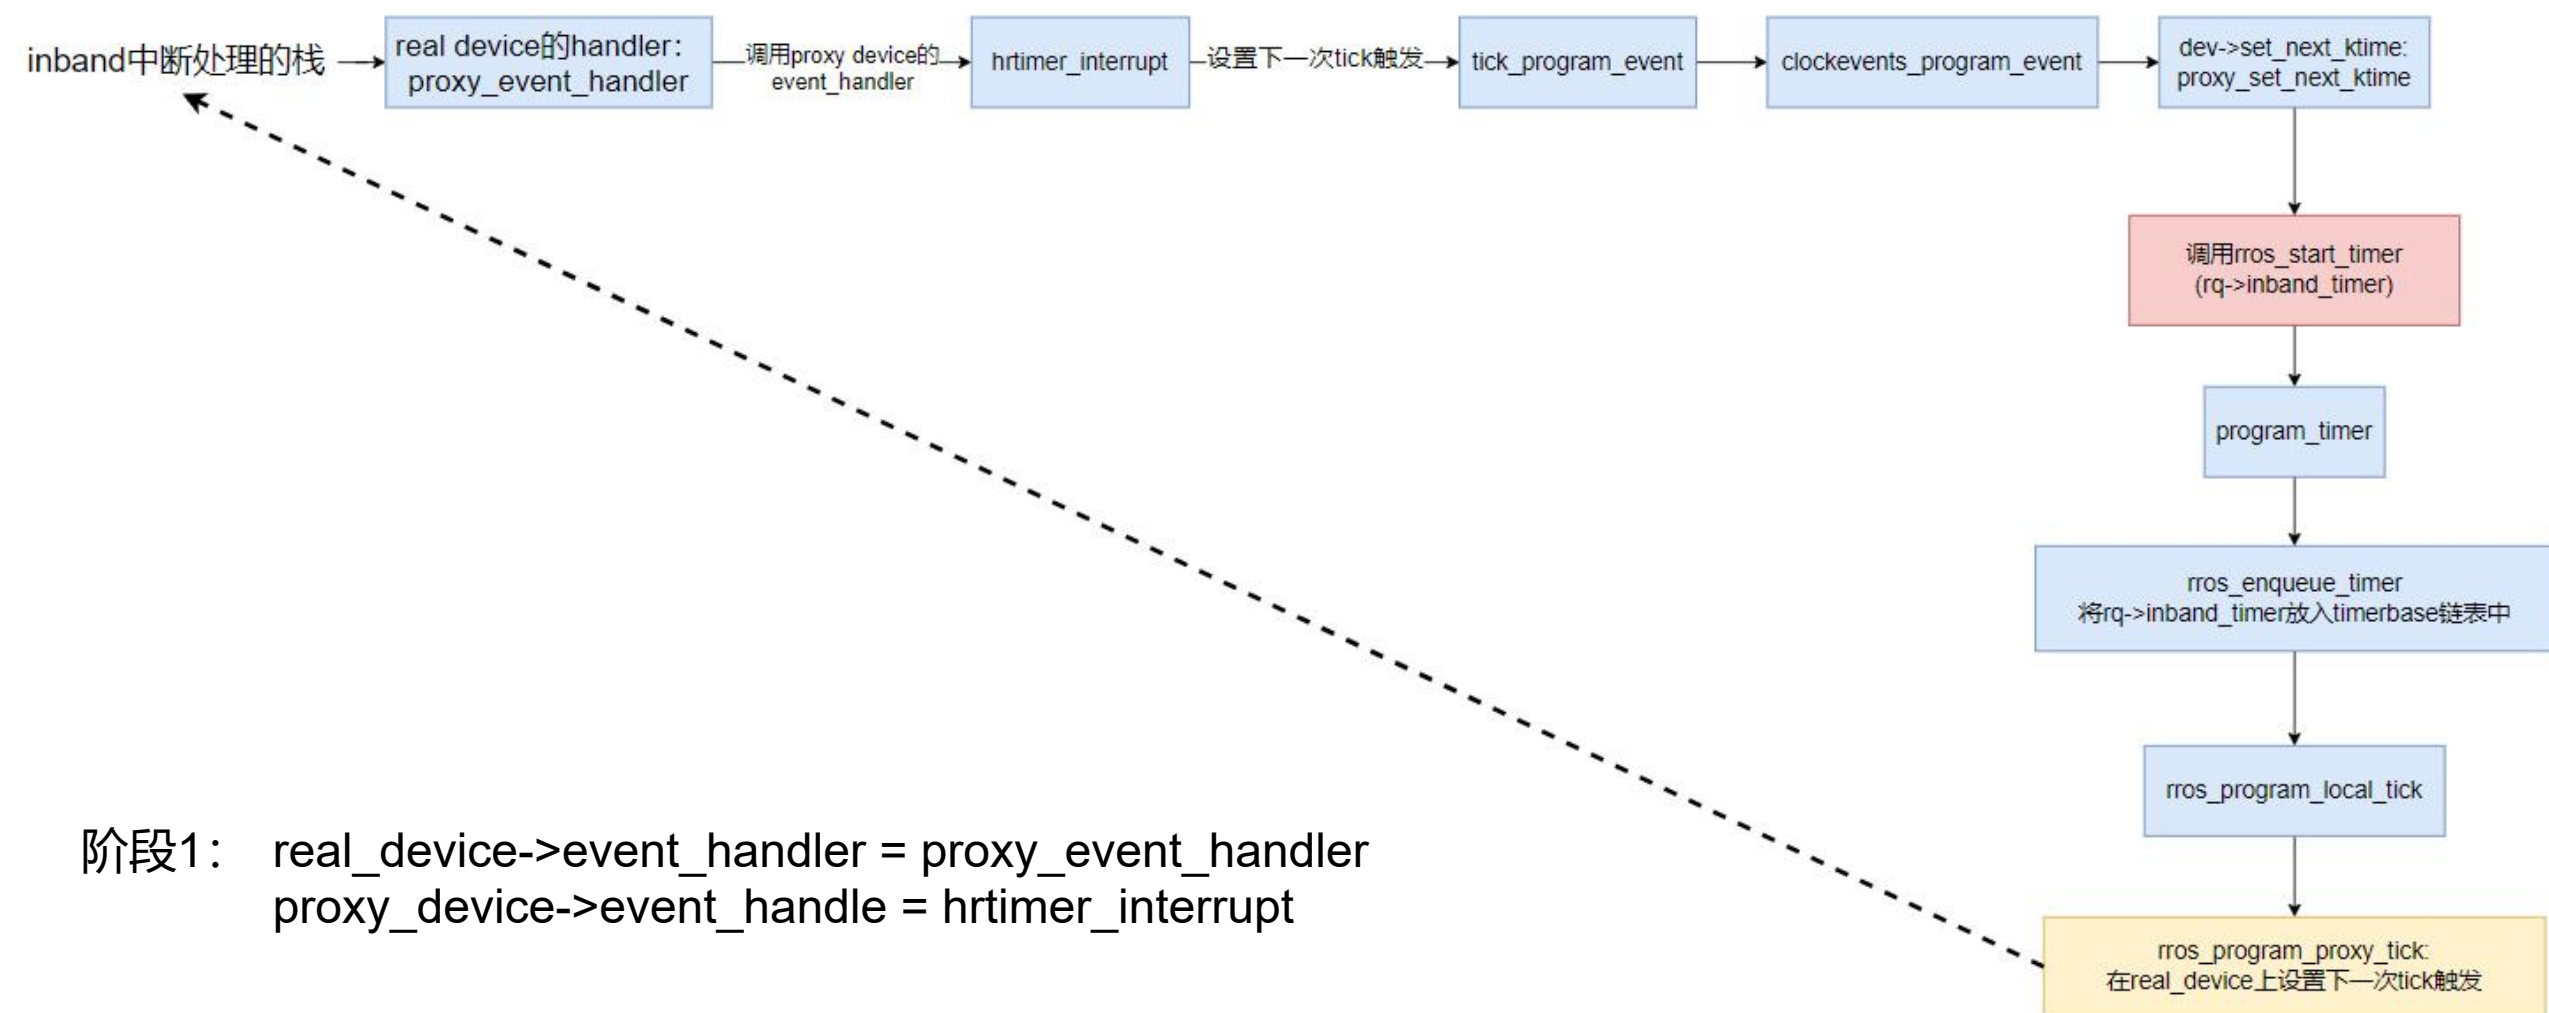 inband中断处理的栈
real device的handler:
proxy_event_handler
调用proxy device的
event_handler
hrtimer_interrupt
设置下一次tick触发
tick_program_event
clockevents_program_event
dev->set_next_ktime:
proxy_set_next_ktime
调用rros_start_timer
(rq->inband_timer)
program_timer
rros_enqueue_timer
将rq->inband_timer放入timerbase链表中
rros_program_local_tick
rros_program_proxy_tick:
在real_device上设置下一次tick触发
阶段1： real_device->event_handler = proxy_event_handler
proxy_device->event_handle = hrtimer_interrupt